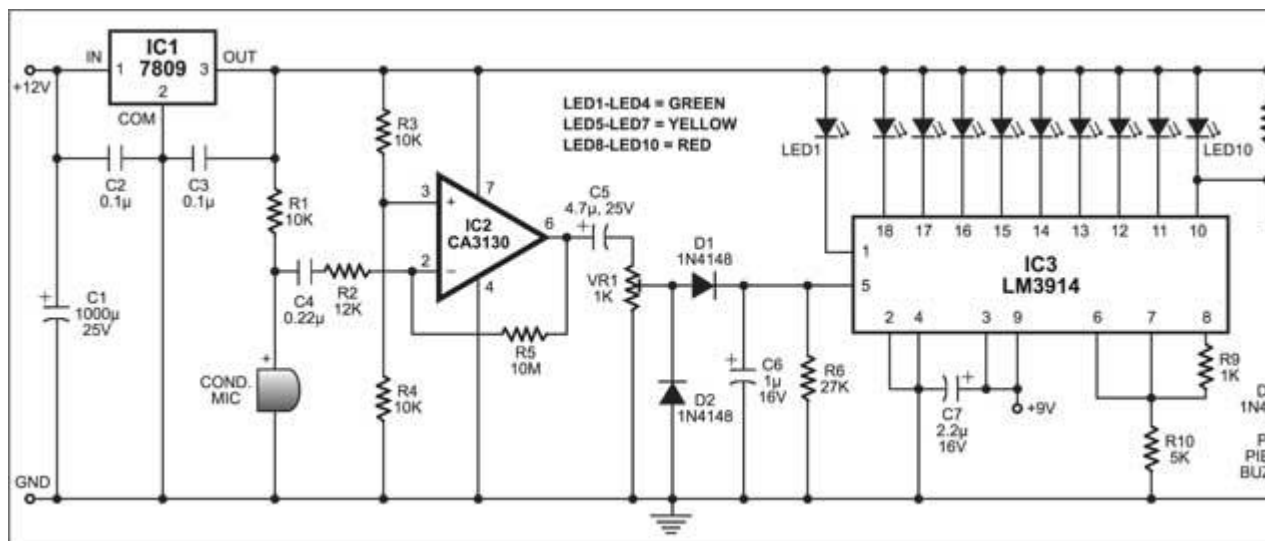 IC1
7809
IN
OUT
1
3
2
COM
+12V
C2
0.1µ
C3
0.1µ
R1
10K
C1
1000µ
25V
+
COND.
MIC
+
C4
0.22µ
R2
12K
R3
10K
R4
10K
3
+
2
−
7
4
6
IC2
CA3130
R5
10M
C5
4.7µ, 25V
+
VR1
1K
D1
1N4148
D2
1N4148
C6
1µ
16V
+
R6
27K
LED1-LED4 = GREEN
LED5-LED7 = YELLOW
LED8-LED10 = RED
LED1
LED10
18 17 16 15 14 13 12 11 10
1
5
IC3
LM3914
2 4 3 9 6 7 8
C7
2.2µ
16V
+
+9V
R9
1K
R10
5K
D
1N4
P
PIE
BUZ
GND